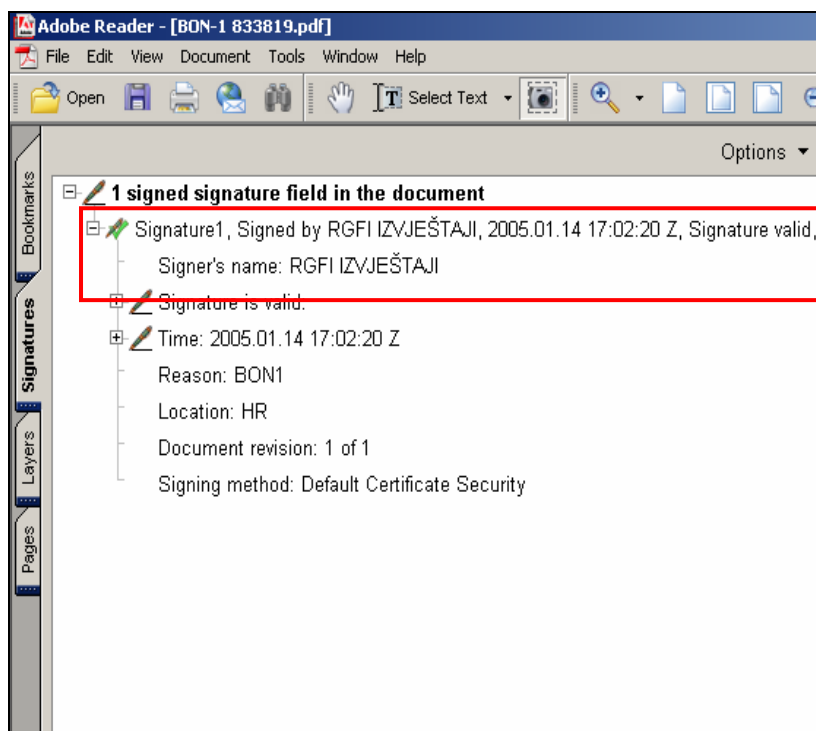 Adobe Reader - [BON-1 833819.pdf]
File Edit View Document Tools Window Help
Open Select Text
Options
Bookmarks
Signatures
Layers
Pages
1 signed signature field in the document
Signature1, Signed by RGFI IZVJEŠTAJI, 2005.01.14 17:02:20 Z, Signature valid,
Signer's name: RGFI IZVJEŠTAJI
Signature is valid.
Time: 2005.01.14 17:02:20 Z
Reason: BON1
Location: HR
Document revision: 1 of 1
Signing method: Default Certificate Security